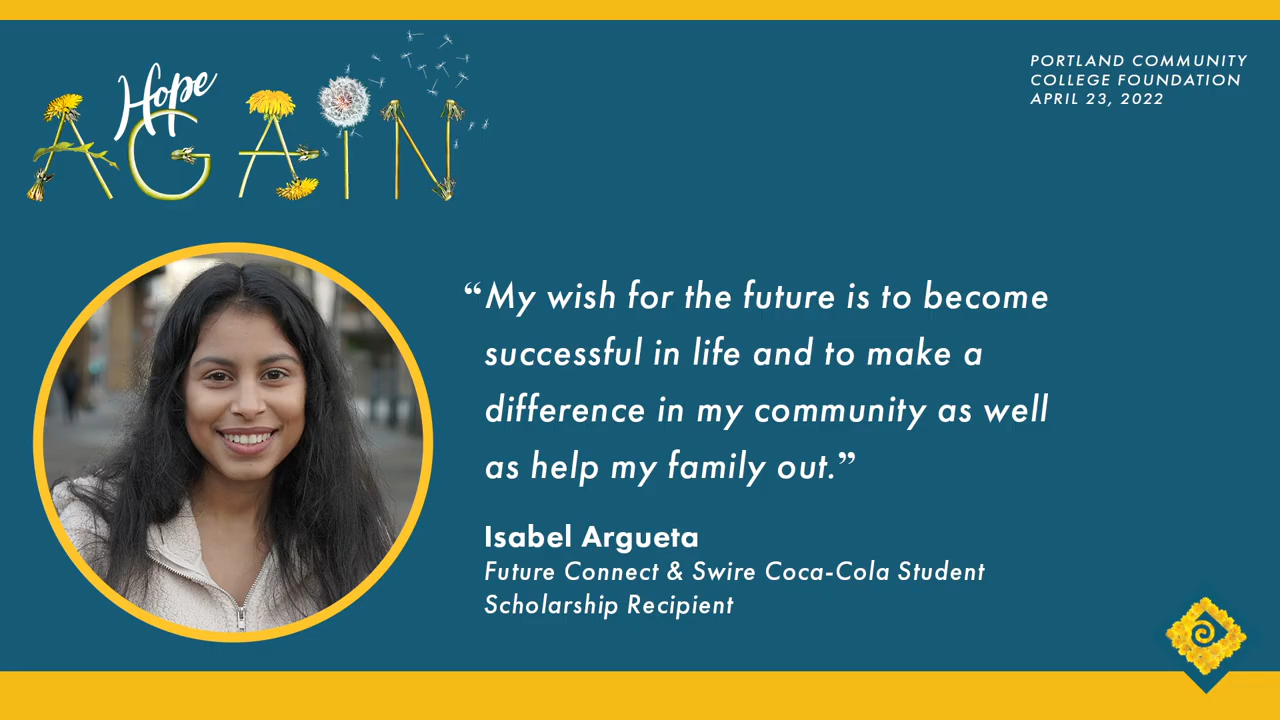 Hope
AGAIN
PORTLAND COMMUNITY
COLLEGE FOUNDATION
APRIL 23, 2022
“My wish for the future is to become
successful in life and to make a
difference in my community as well
as help my family out.”
Isabel Argueta
Future Connect & Swire Coca-Cola Student
Scholarship Recipient